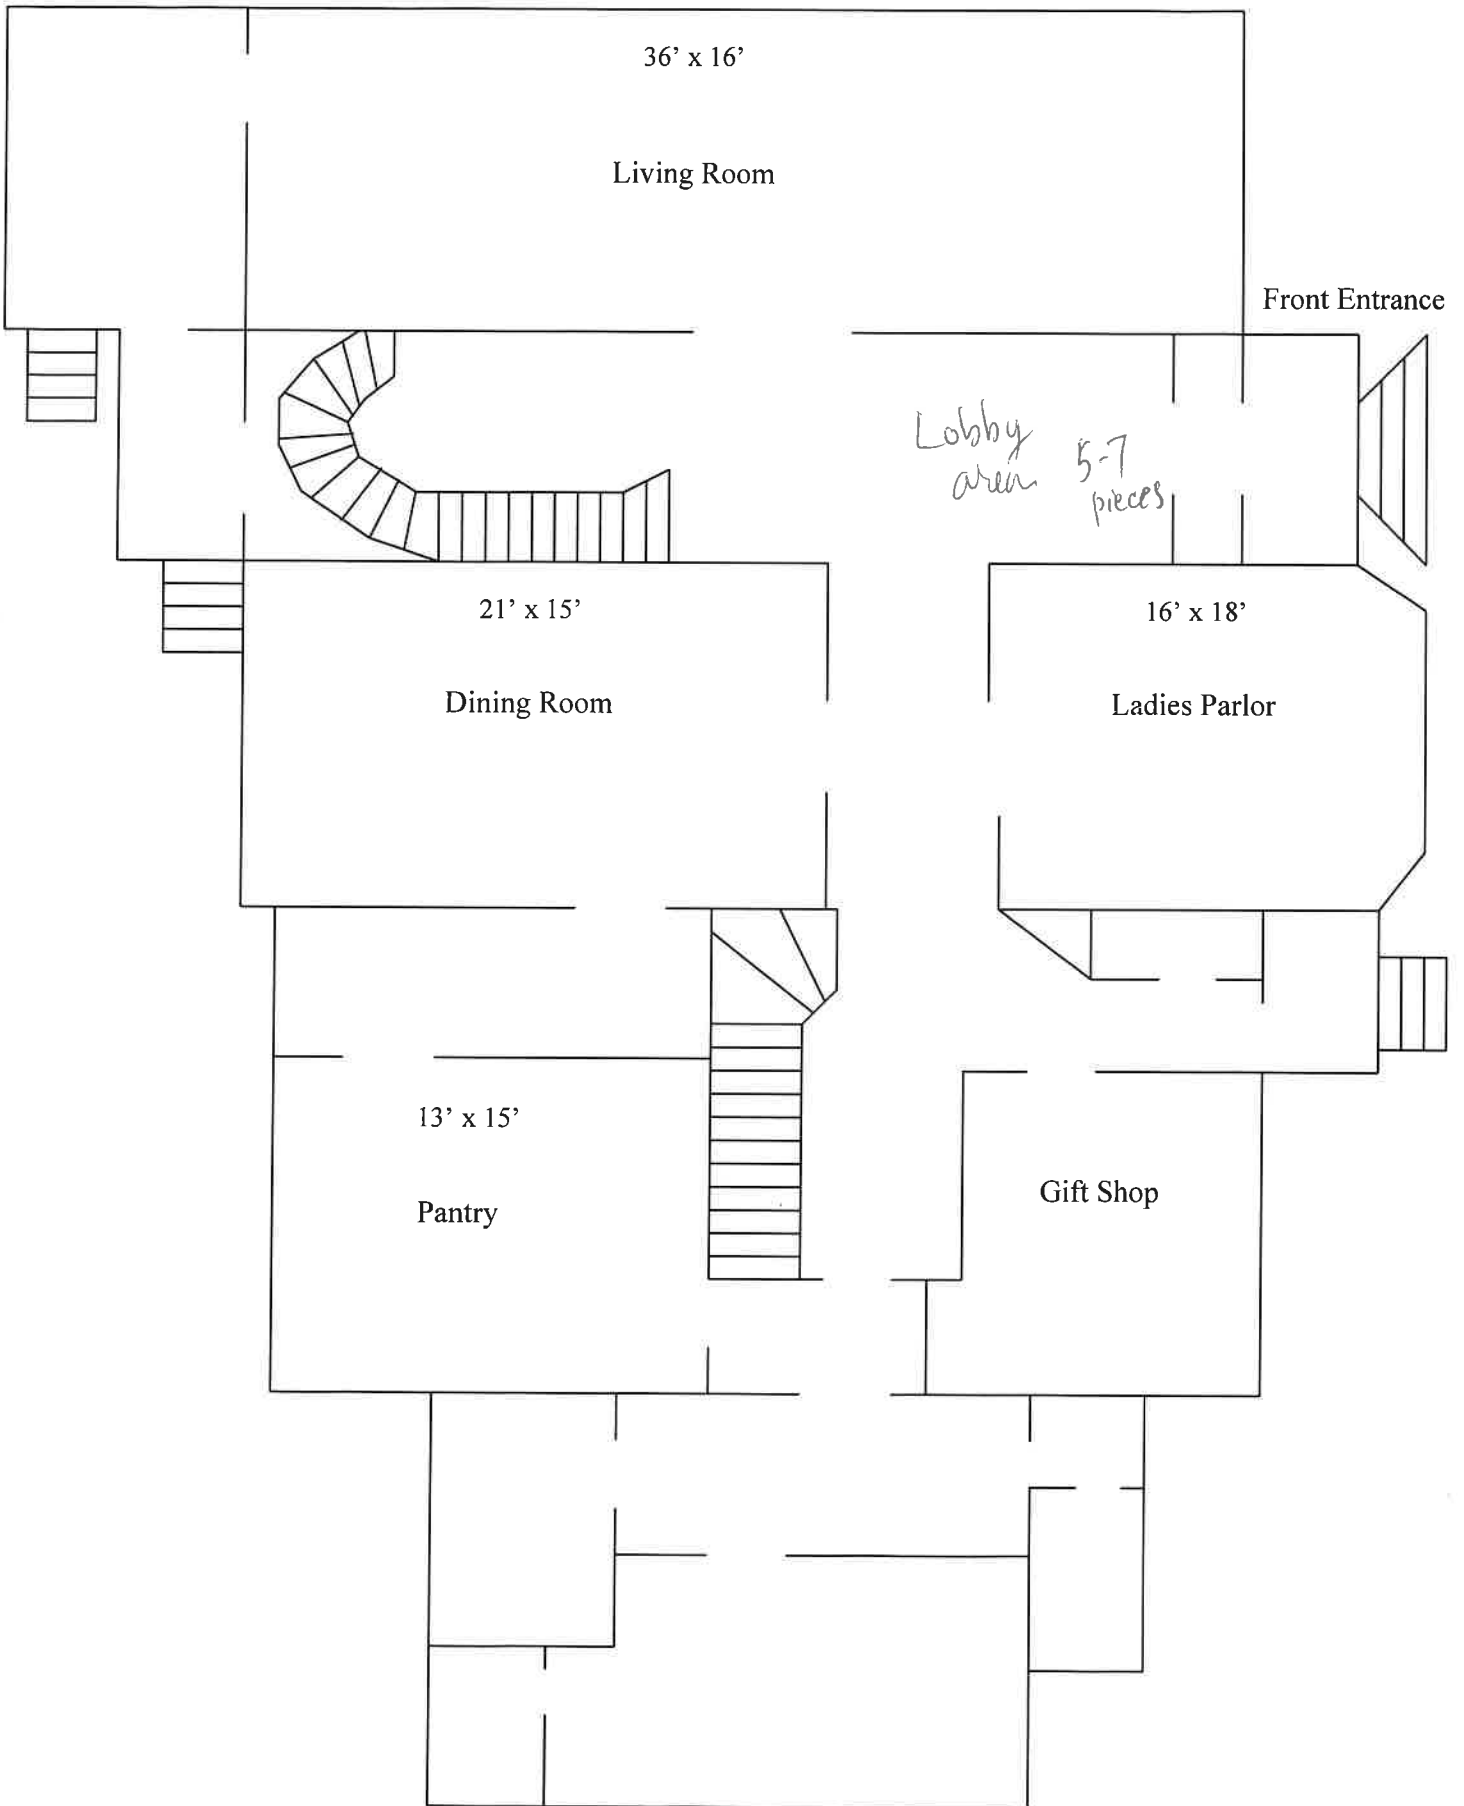 36’ x 16’
Living Room
Front Entrance
Lobby
area
5-7
pieces
21’ x 15’
16’ x 18’
Dining Room
Ladies Parlor
13’ x 15’
Gift Shop
Pantry